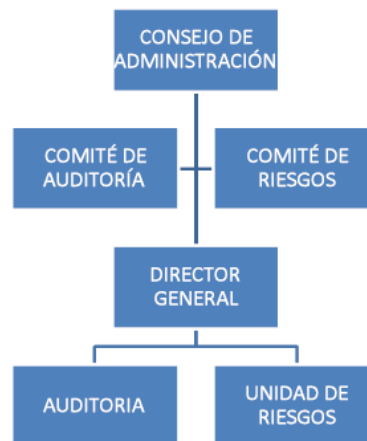 CONSEJO DE
ADMINISTRACIÓN
COMITÉ DE
AUDITORÍA
COMITÉ DE
RIESGOS
DIRECTOR
GENERAL
AUDITORIA
UNIDAD DE
RIESGOS